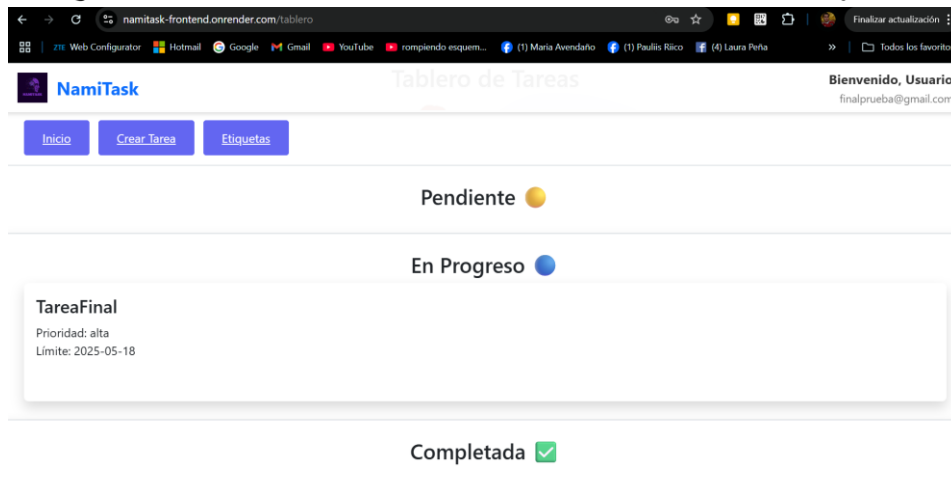 namitask-frontend.onrender.com/tablero
Finalizar actualización
ZTE Web Configurator Hotmail Google Gmail YouTube rompiendo esquem... (1) Maria Avendaño (1) Pauliis Riico (4) Laura Peña » Todos los favorito
NamiTask
Tablero de Tareas
Bienvenido, Usuario
finalprueba@gmail.com
Inicio Crear Tarea Etiquetas
Pendiente
En Progreso
TareaFinal
Prioridad: alta
Límite: 2025-05-18
Completada